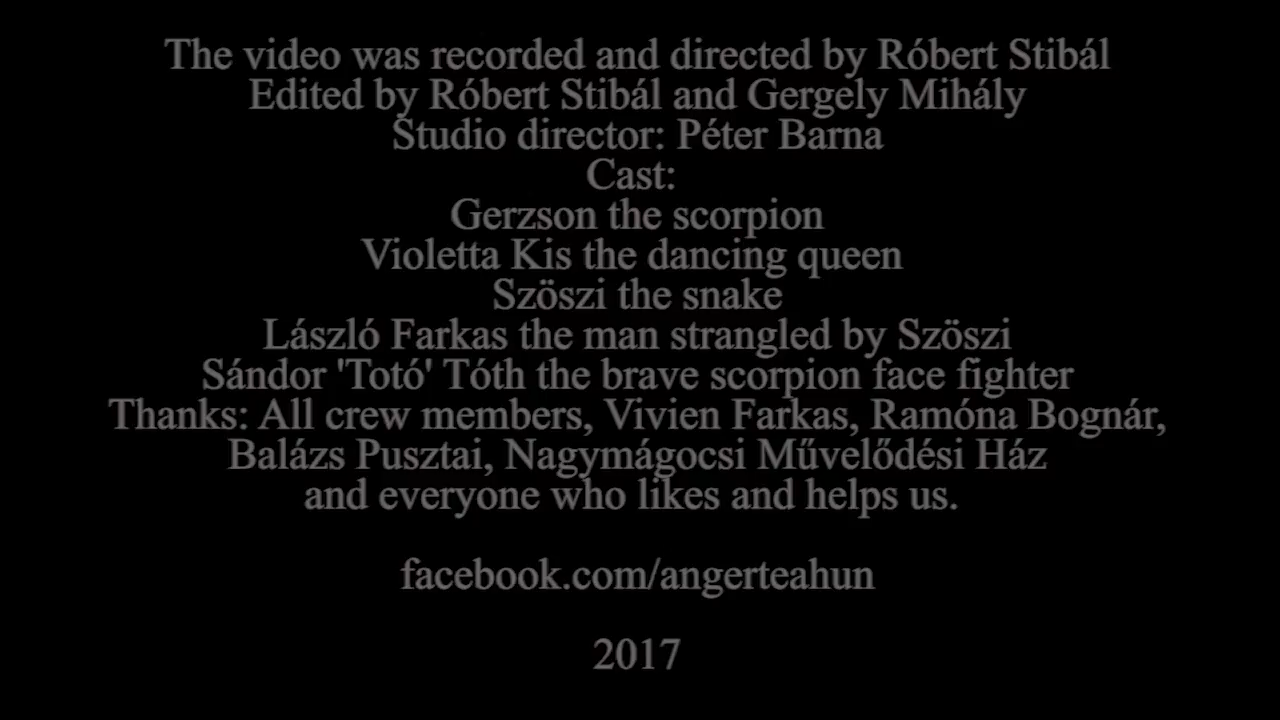 The video was recorded and directed by Róbert Stibál
Edited by Róbert Stibál and Gergely Mihály
Studio director: Péter Barna
Cast:
Gerzson the scorpion
Violetta Kis the dancing queen
Szöszi the snake
László Farkas the man strangled by Szöszi
Sándor 'Totó' Tóth the brave scorpion face fighter
Thanks: All crew members, Vivien Farkas, Ramóna Bognár,
Balázs Pusztai, Nagymágocsi Művelődési Ház
and everyone who likes and helps us.
facebook.com/angerteahun
2017